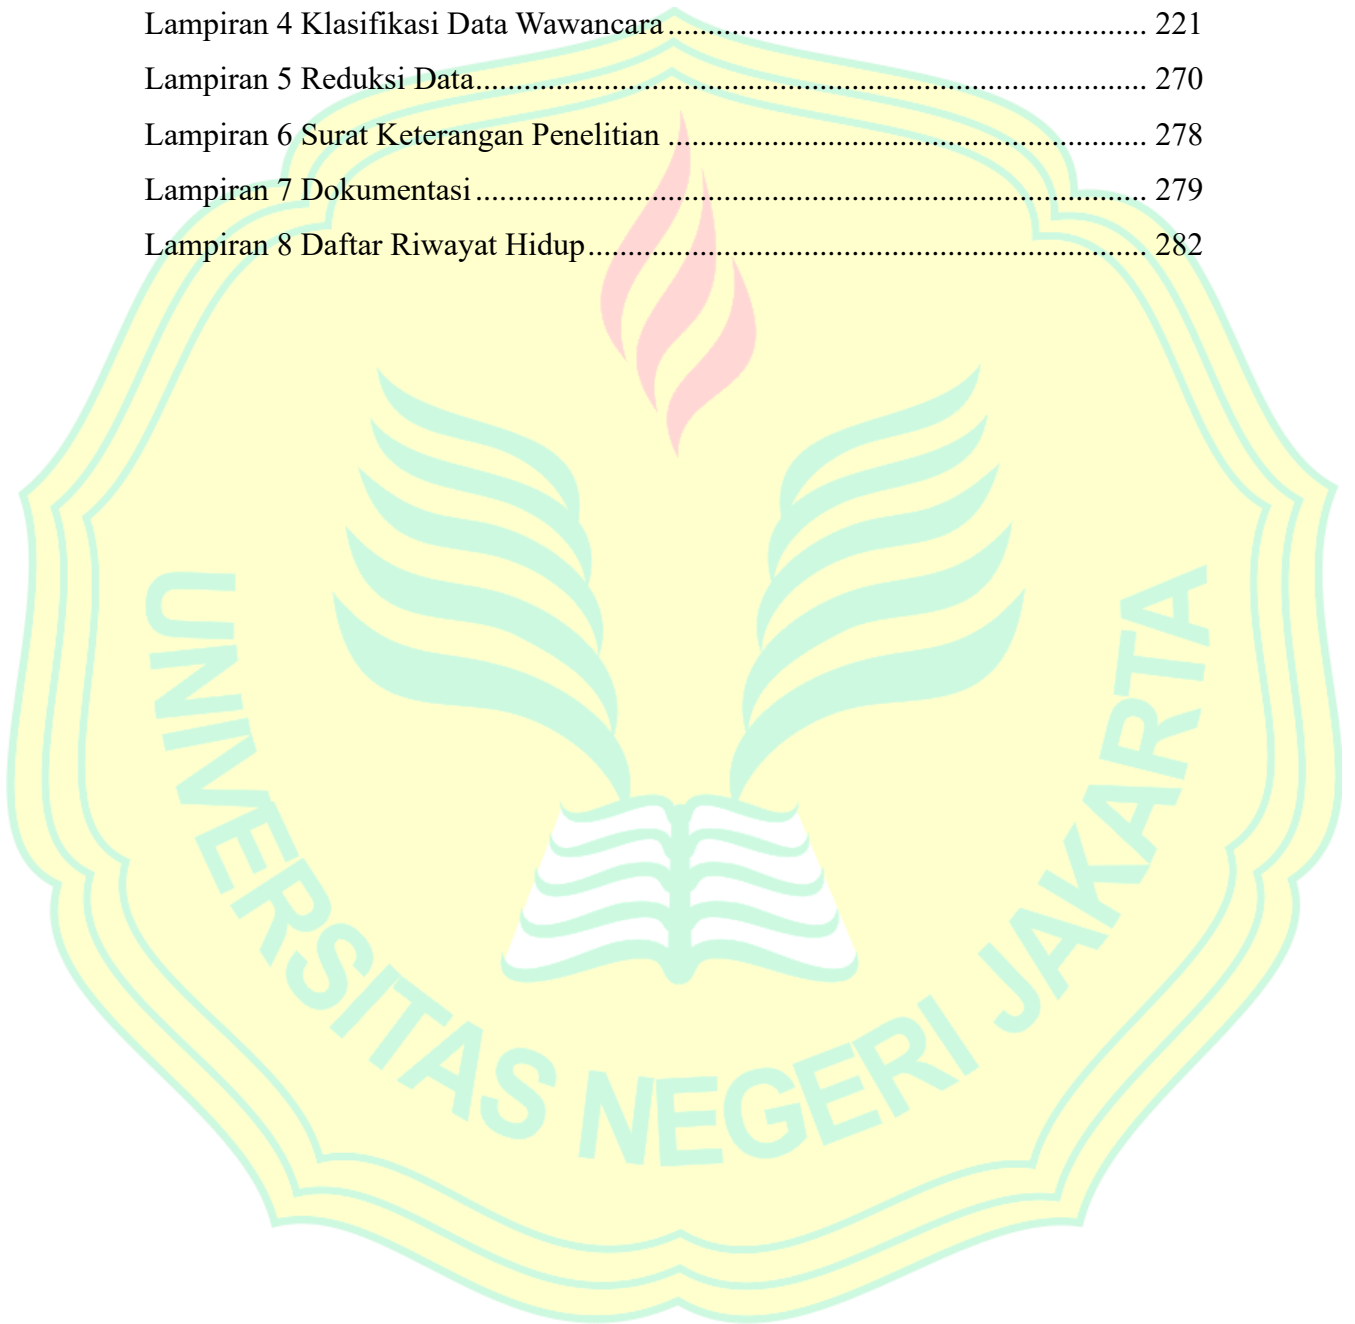 Lampiran 4 Klasifikasi Data Wawancara ............................................................ 221
Lampiran 5 Reduksi Data.................................................................................... 270
Lampiran 6 Surat Keterangan Penelitian ............................................................ 278
Lampiran 7 Dokumentasi .................................................................................... 279
Lampiran 8 Daftar Riwayat Hidup...................................................................... 282
UNIVERSITAS NEGERI JAKARTA